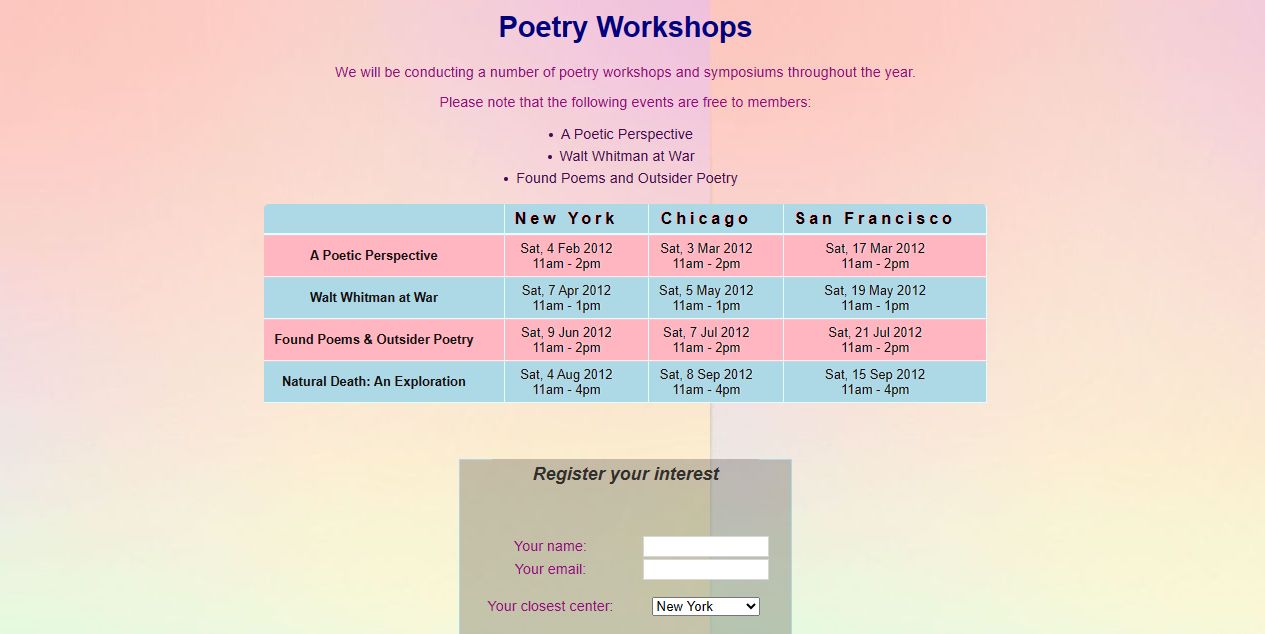 Poetry Workshops
We will be conducting a number of poetry workshops and symposiums throughout the year.
Please note that the following events are free to members:
• A Poetic Perspective
• Walt Whitman at War
• Found Poems and Outsider Poetry
New York Chicago San Francisco
A Poetic Perspective Sat, 4 Feb 2012 Sat, 3 Mar 2012 Sat, 17 Mar 2012
11am - 2pm 11am - 2pm 11am - 2pm
Walt Whitman at War Sat, 7 Apr 2012 Sat, 5 May 2012 Sat, 19 May 2012
11am - 1pm 11am - 1pm 11am - 1pm
Found Poems & Outsider Poetry Sat, 9 Jun 2012 Sat, 7 Jul 2012 Sat, 21 Jul 2012
11am - 2pm 11am - 2pm 11am - 2pm
Natural Death: An Exploration Sat, 4 Aug 2012 Sat, 8 Sep 2012 Sat, 15 Sep 2012
11am - 4pm 11am - 4pm 11am - 4pm
Register your interest
Your name:
Your email:
Your closest center: New York